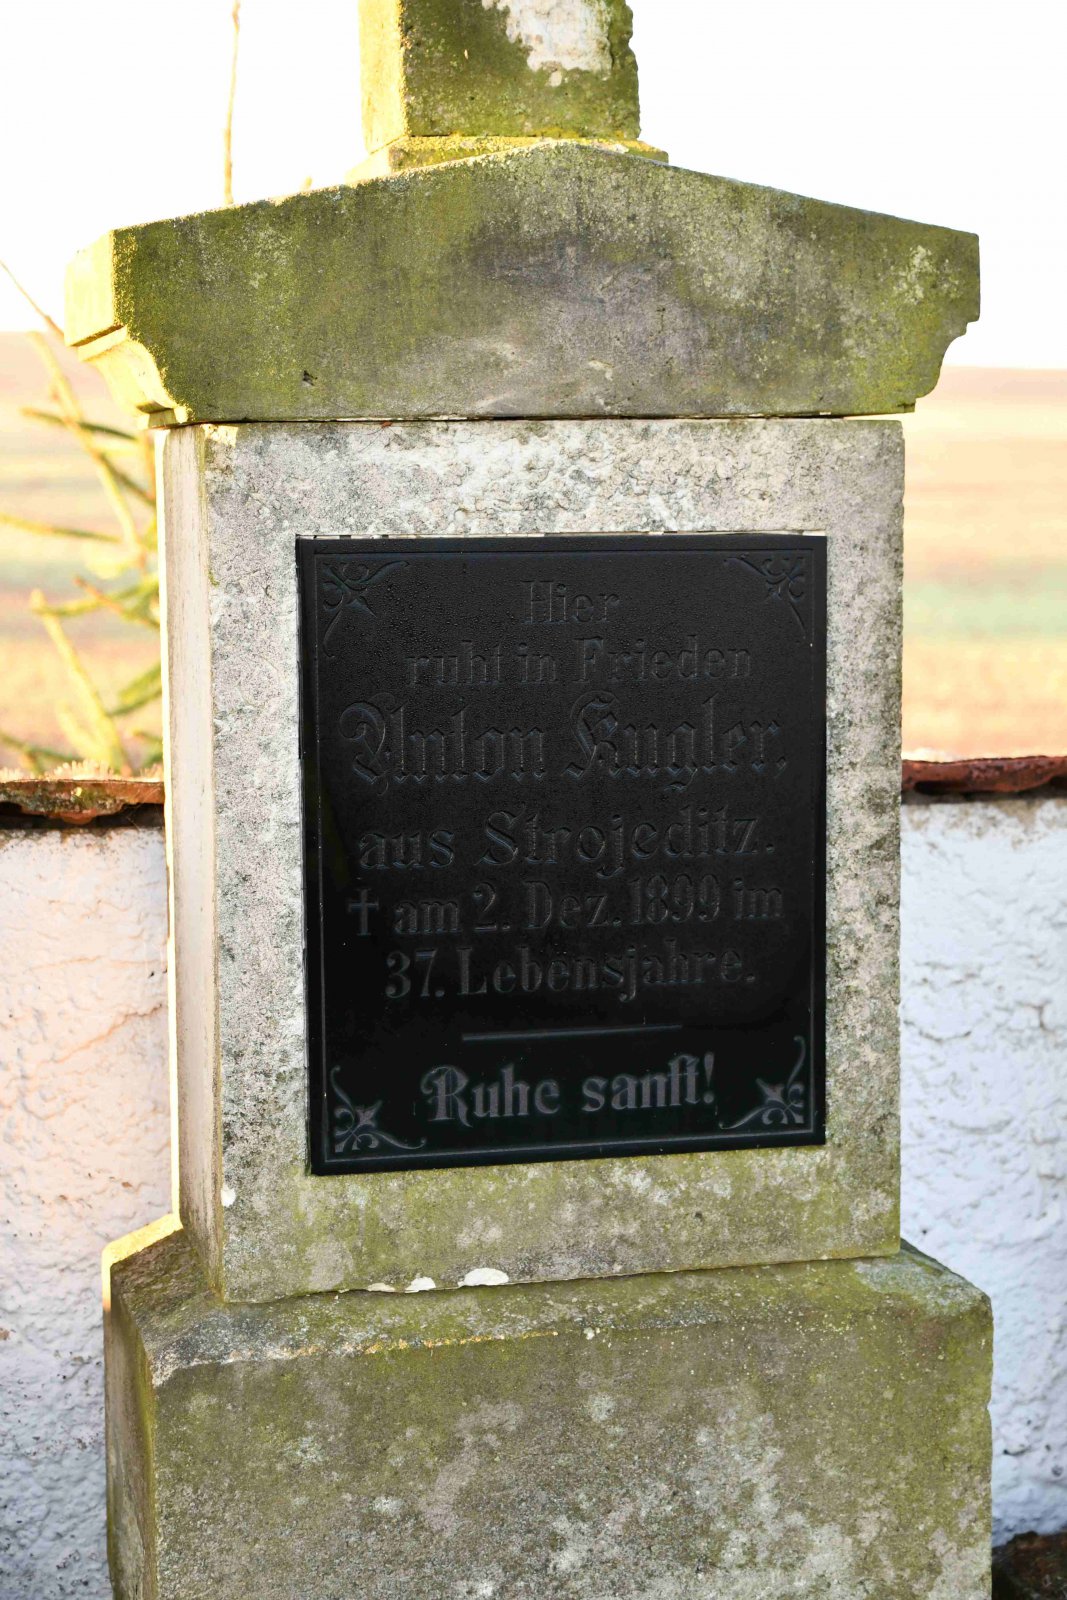 Hier
ruht in Frieden
Anton Kugler,
aus Strojeditz.
† am 2. Dez. 1899 im
37. Lebensjahre.
Ruhe sanft!